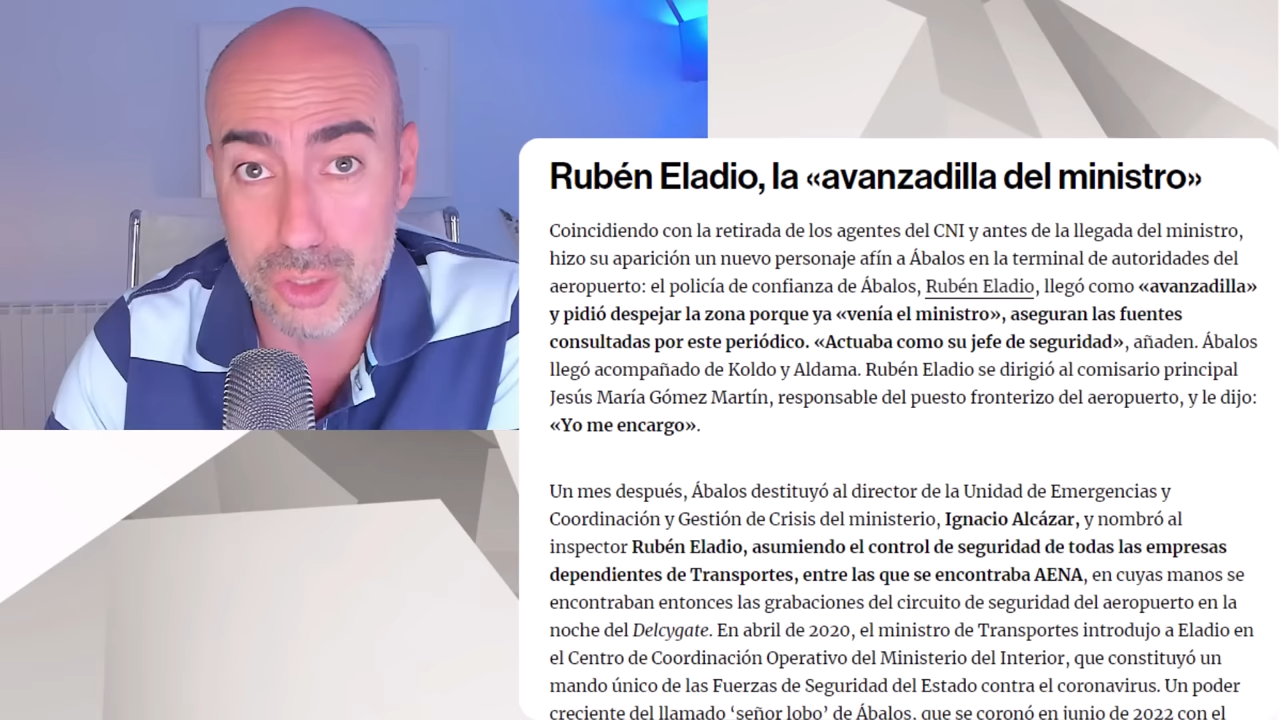 Rubén Eladio, la «avanzadilla del ministro»
Coincidiendo con la retirada de los agentes del CNI y antes de la llegada del ministro,
hizo su aparición un nuevo personaje afín a Ábalos en la terminal de autoridades del
aeropuerto: el policía de confianza de Ábalos, Rubén Eladio, llegó como «avanzadilla»
y pidió despejar la zona porque ya «venía el ministro», aseguran las fuentes
consultadas por este periódico. «Actuaba como su jefe de seguridad», añaden. Ábalos
llegó acompañado de Koldo y Aldama. Rubén Eladio se dirigió al comisario principal
Jesús María Gómez Martín, responsable del puesto fronterizo del aeropuerto, y le dijo:
«Yo me encargo».
Un mes después, Ábalos destituyó al director de la Unidad de Emergencias y
Coordinación y Gestión de Crisis del ministerio, Ignacio Alcázar, y nombró al
inspector Rubén Eladio, asumiendo el control de seguridad de todas las empresas
dependientes de Transportes, entre las que se encontraba AENA, en cuyas manos se
encontraban entonces las grabaciones del circuito de seguridad del aeropuerto en la
noche del Delcygate. En abril de 2020, el ministro de Transportes introdujo a Eladio en
el Centro de Coordinación Operativo del Ministerio del Interior, que constituyó un
mando único de las Fuerzas de Seguridad del Estado contra el coronavirus. Un poder
creciente del llamado ‘señor lobo’ de Ábalos, que se coronó en junio de 2022 con el